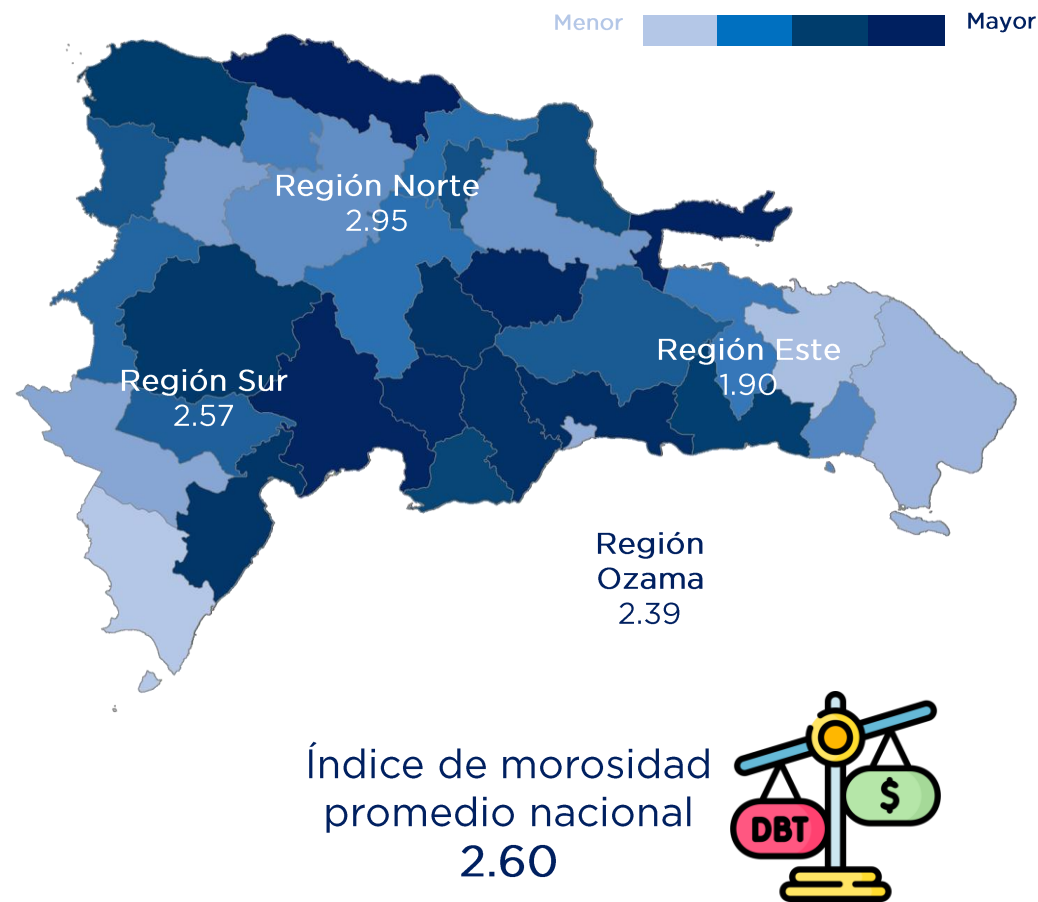 Menor
Mayor
Región Norte
2.95
Región Este
1.90
Región Sur
2.57
Región
Ozama
2.39
Índice de morosidad
promedio nacional
2.60
DBT
$